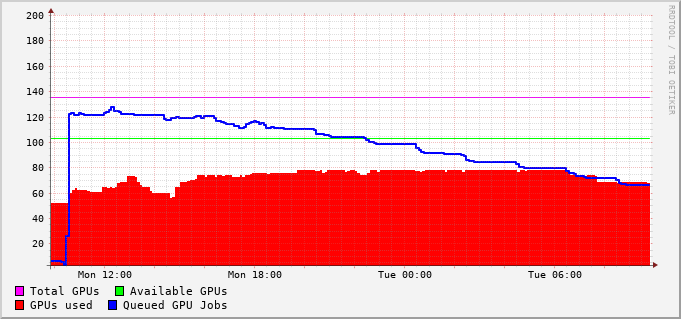 200
180
160
140
120
100
80
60
40
20
Mon 12:00 Mon 18:00 Tue 00:00 Tue 06:00
Total GPUs Available GPUs
GPUs used Queued GPU Jobs
RRDTOOL / TOBI OETIKER